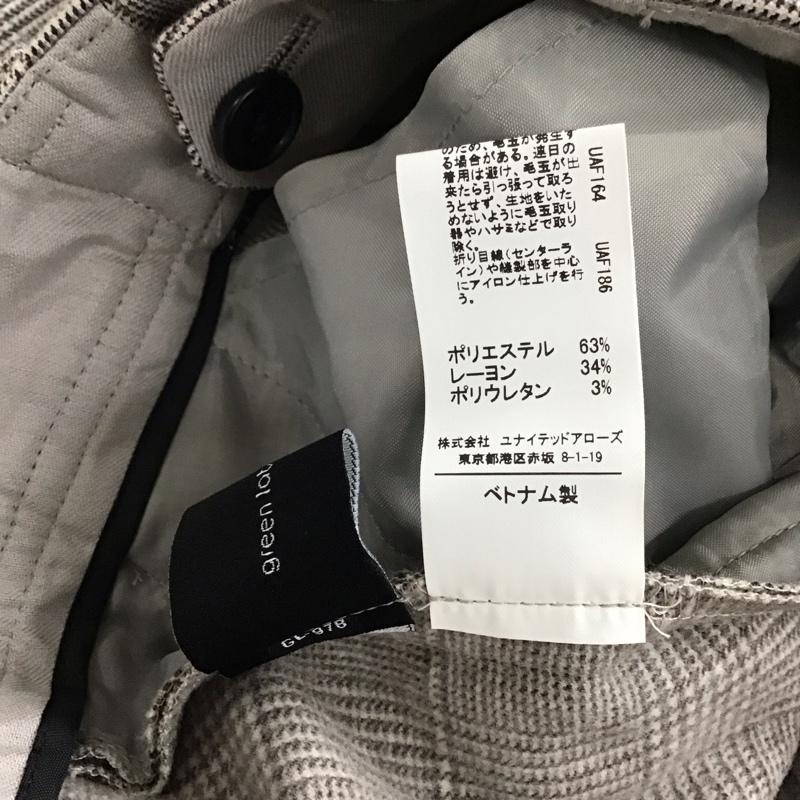 のため、毛玉が発生す
る場合がある。連日の
着用は避け、毛玉が出
来たら引っ張って取ろ
うとせず、生地をいた
めないように毛玉取り
器やハサミなどで取り
除く。
折り目線(センターラ
イン)や縫製部を中心
にアイロン仕上げを行
う。
UAF164 UAF186
ポリエステル 63%
レーヨン 34%
ポリウレタン 3%
株式会社 ユナイテッドアローズ
東京都港区赤坂 8-1-19
ベトナム製
green